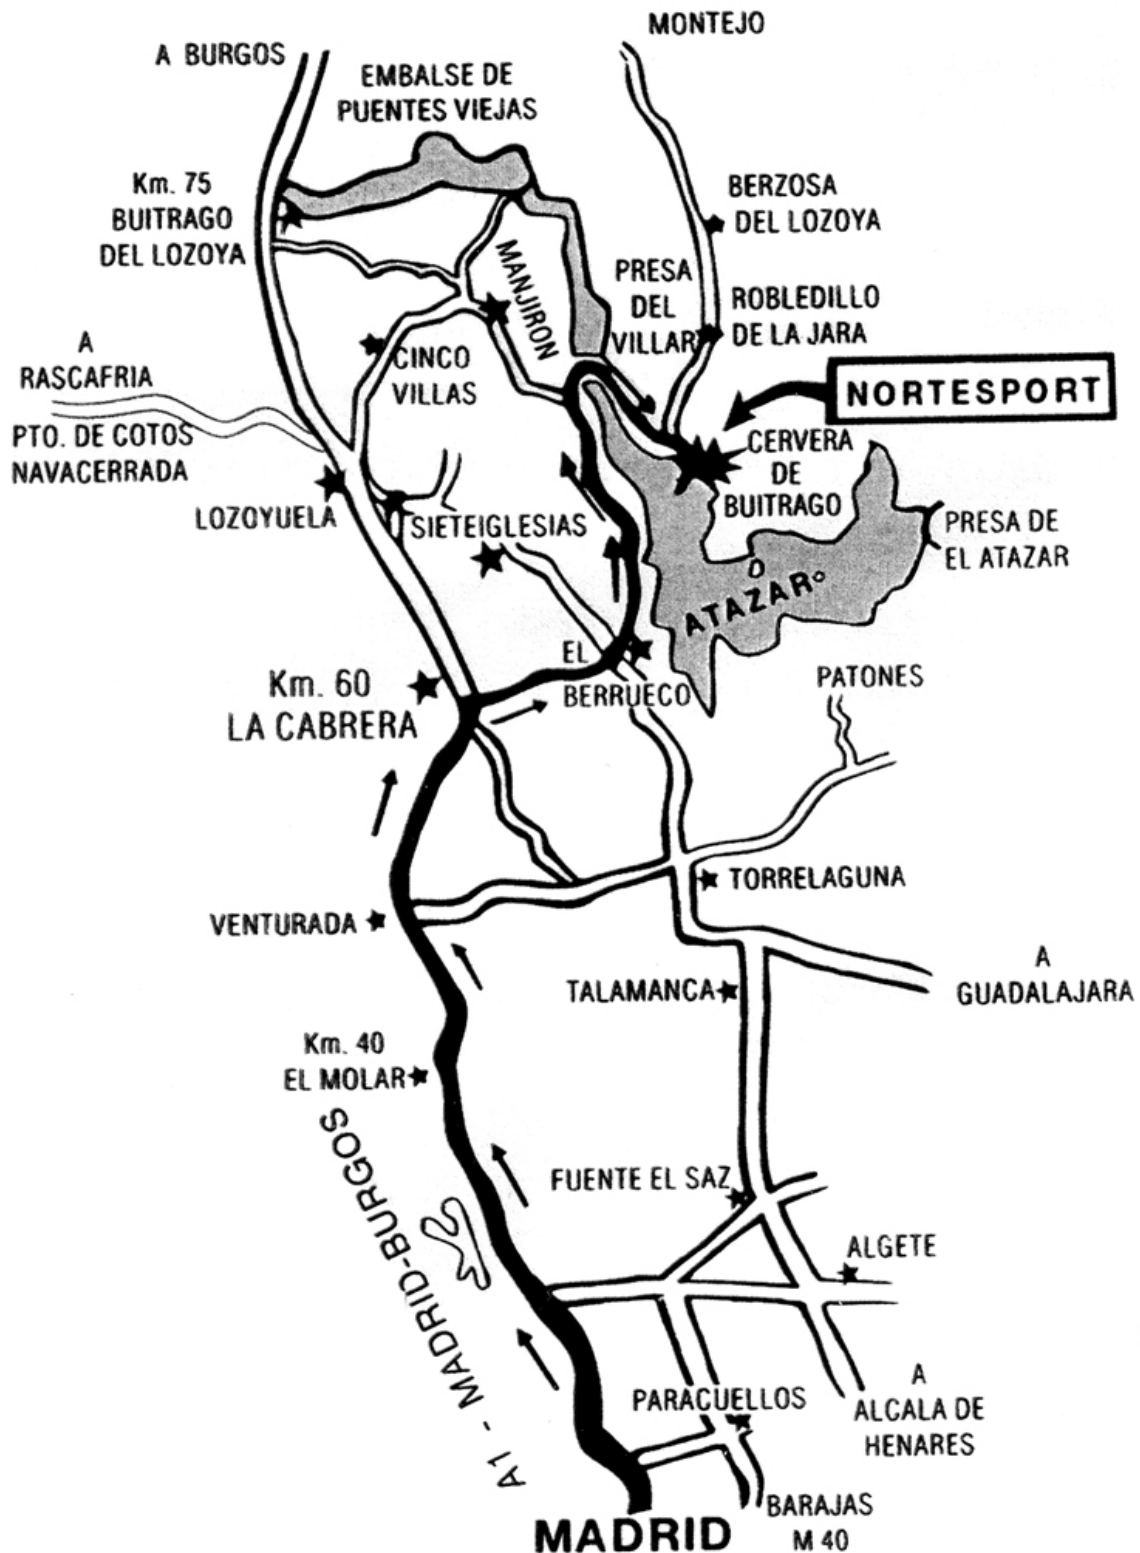 MONTEJO
A BURGOS
EMBALSE DE
PUENTES VIEJAS
Km. 75
BUITRAGO
DEL LOZOYA
BERZOSA
DEL LOZOYA
MANJIRON
PRESA
DEL
VILLAR
ROBLEDILLO
DE LA JARA
A
RASCAFRIA
PTO. DE COTOS
NAVACERRADA
CINCO
VILLAS
NORTESPORT
CERVERA
DE
BUITRAGO
LOZOYUELA
SIETEIGLESIAS
PRESA DE
EL ATAZAR
ATAZAR
EL
BERRUECO
Km. 60
LA CABRERA
PATONES
TORRELAGUNA
VENTURADA
A
GUADALAJARA
TALAMANCA
Km. 40
EL MOLAR
A1 - MADRID-BURGOS
FUENTE EL SAZ
ALGETE
PARACUELLOS
A
ALCALA DE
HENARES
BARAJAS
M 40
MADRID